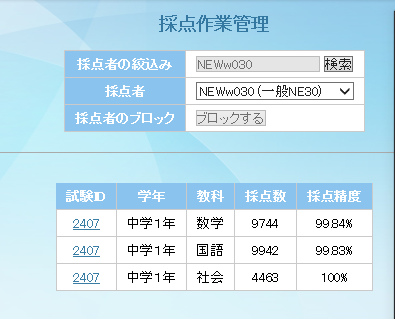 採点作業管理
採点者の絞込み NEWw030 検索
採点者 NEWw030 (一般NE30)
採点者のブロック ブロックする
試験ID 学年 教科 採点数 採点精度
2407 中学1年 数学 9744 99.84%
2407 中学1年 国語 9942 99.83%
2407 中学1年 社会 4463 100%